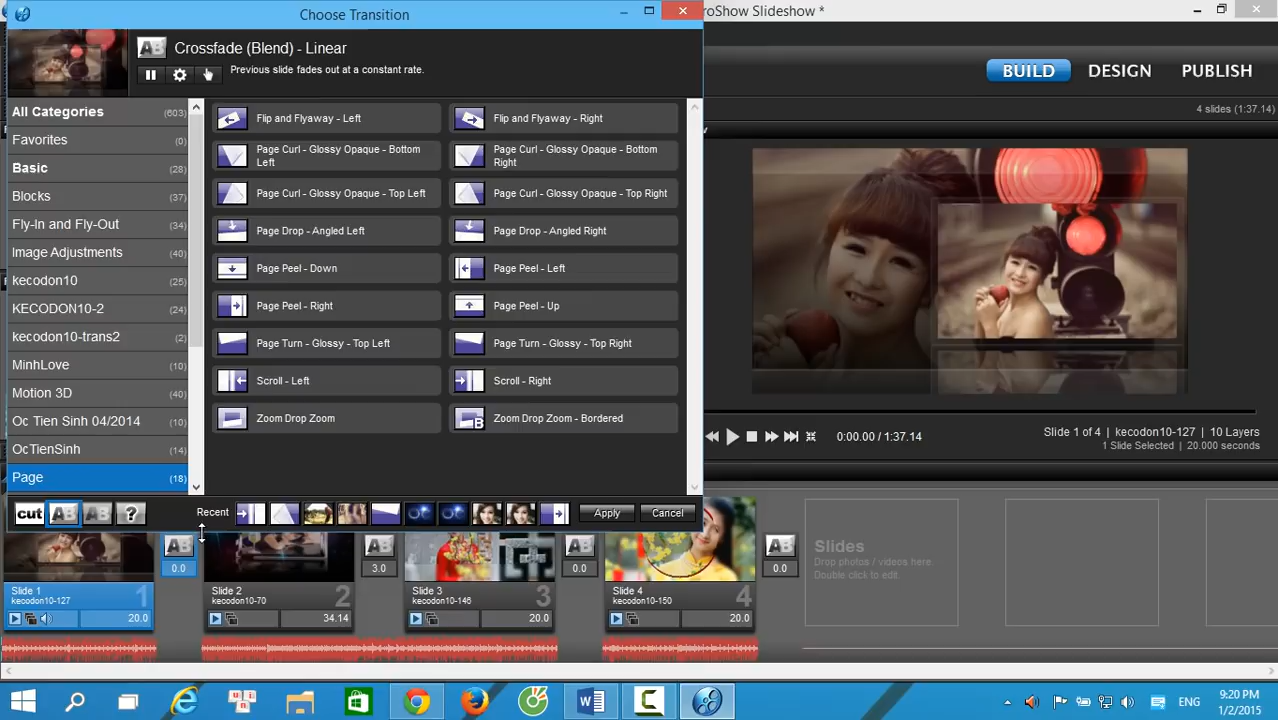 Choose Transition
roShow Slideshow *
Crossfade (Blend) - Linear
Previous slide fades out at a constant rate.
BUILD
DESIGN
PUBLISH
4 slides (1:37.14)
All Categories (603)
Favorites (0)
Basic (28)
Blocks (37)
Fly-In and Fly-Out (34)
Image Adjustments (40)
kecodon10 (25)
KECODON10-2 (24)
kecodon10-trans2 (2)
MinhLove (10)
Motion 3D (40)
Oc Tien Sinh 04/2014 (10)
OcTienSinh (14)
Page (18)
Flip and Flyaway - Left
Flip and Flyaway - Right
Page Curl - Glossy Opaque - Bottom
Left
Page Curl - Glossy Opaque - Bottom
Right
Page Curl - Glossy Opaque - Top Left
Page Curl - Glossy Opaque - Top Right
Page Drop - Angled Left
Page Drop - Angled Right
Page Peel - Down
Page Peel - Left
Page Peel - Right
Page Peel - Up
Page Turn - Glossy - Top Left
Page Turn - Glossy - Top Right
Scroll - Left
Scroll - Right
Zoom Drop Zoom
Zoom Drop Zoom - Bordered
cut
AB
AB
?
Recent
Apply
Cancel
0:00.00 / 1:37.14
Slide 1 of 4 | kecodon10-127 | 10 Layers
1 Slide Selected | 20.000 seconds
AB
0.0
AB
3.0
AB
0.0
AB
0.0
Slide 1
kecodon10-127
1
20.0
Slide 2
kecodon10-70
2
34.14
Slide 3
kecodon10-146
3
20.0
Slide 4
kecodon10-150
4
20.0
Slides
Drop photos / videos here
Double click to edit.
ENG
9:20 PM
1/2/2015